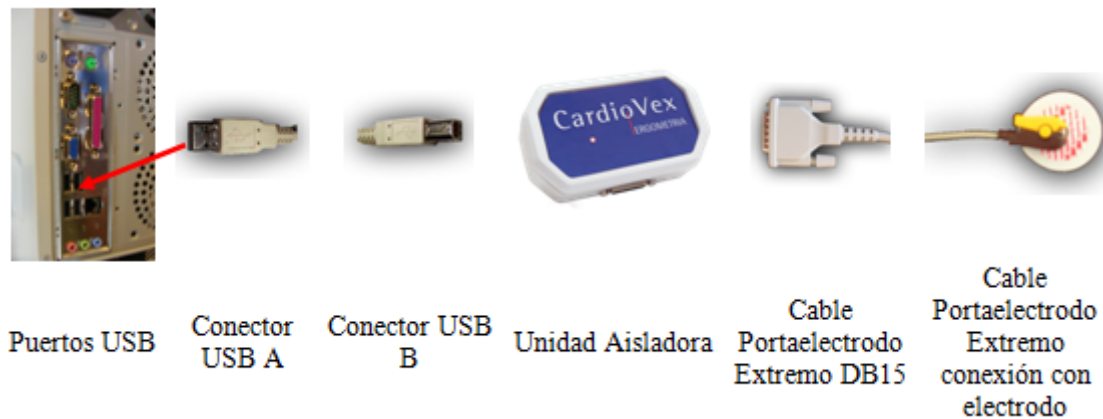 CardioVex
ERGOMETRIA
Puertos USB
Conector
USB A
Conector USB
B
Unidad Aisladora
Cable
Portaelectrodo
Extremo DB15
Cable
Portaelectrodo
Extremo
conexión con
electrodo